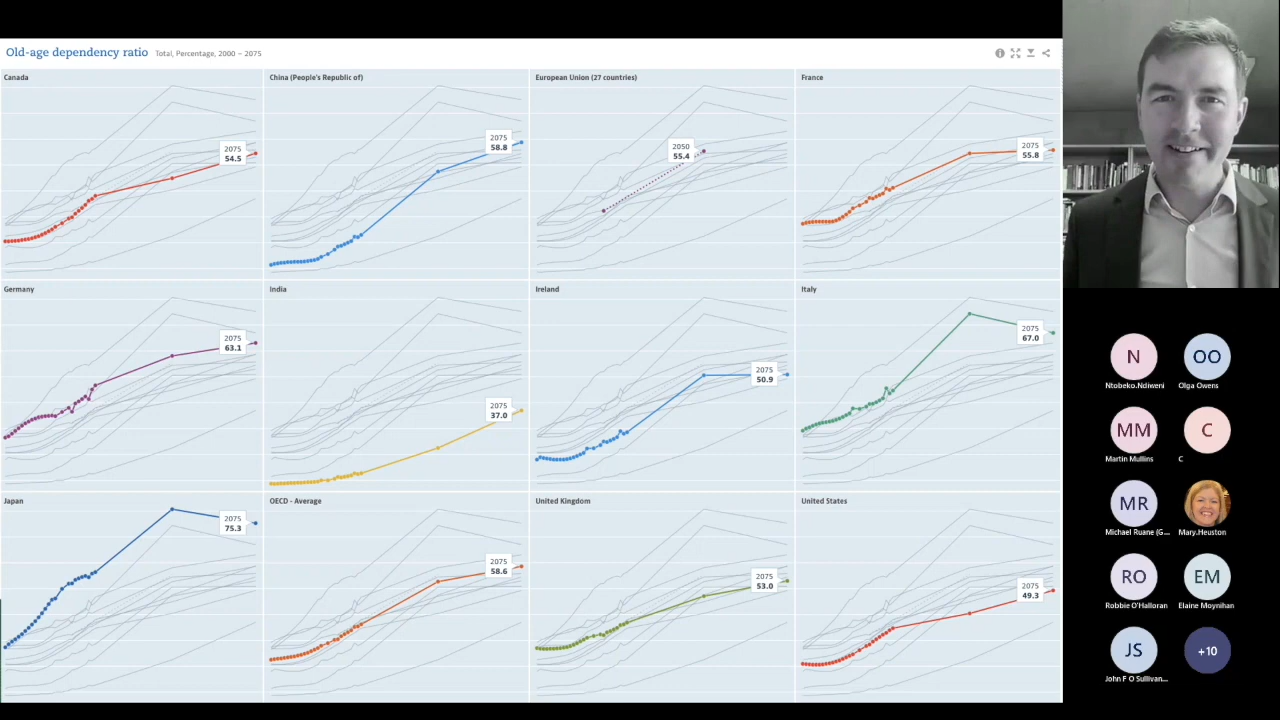 Old-age dependency ratio Total, Percentage, 2000 – 2075
Canada
2075
54.5
China (People's Republic of)
2075
58.8
European Union (27 countries)
2050
55.4
France
2075
55.8
Germany
2075
63.1
India
2075
37.0
Ireland
2075
50.9
Italy
2075
67.0
Japan
2075
75.3
OECD - Average
2075
58.6
United Kingdom
2075
53.0
United States
2075
49.3
N
Ntobeko.Ndiweni
OO
Olga Owens
MM
Martin Mullins
C
C
MR
Michael Ruane (G...
Mary.Heuston
RO
Robbie O'Halloran
EM
Elaine Moynihan
JS
John F O Sullivan...
+10